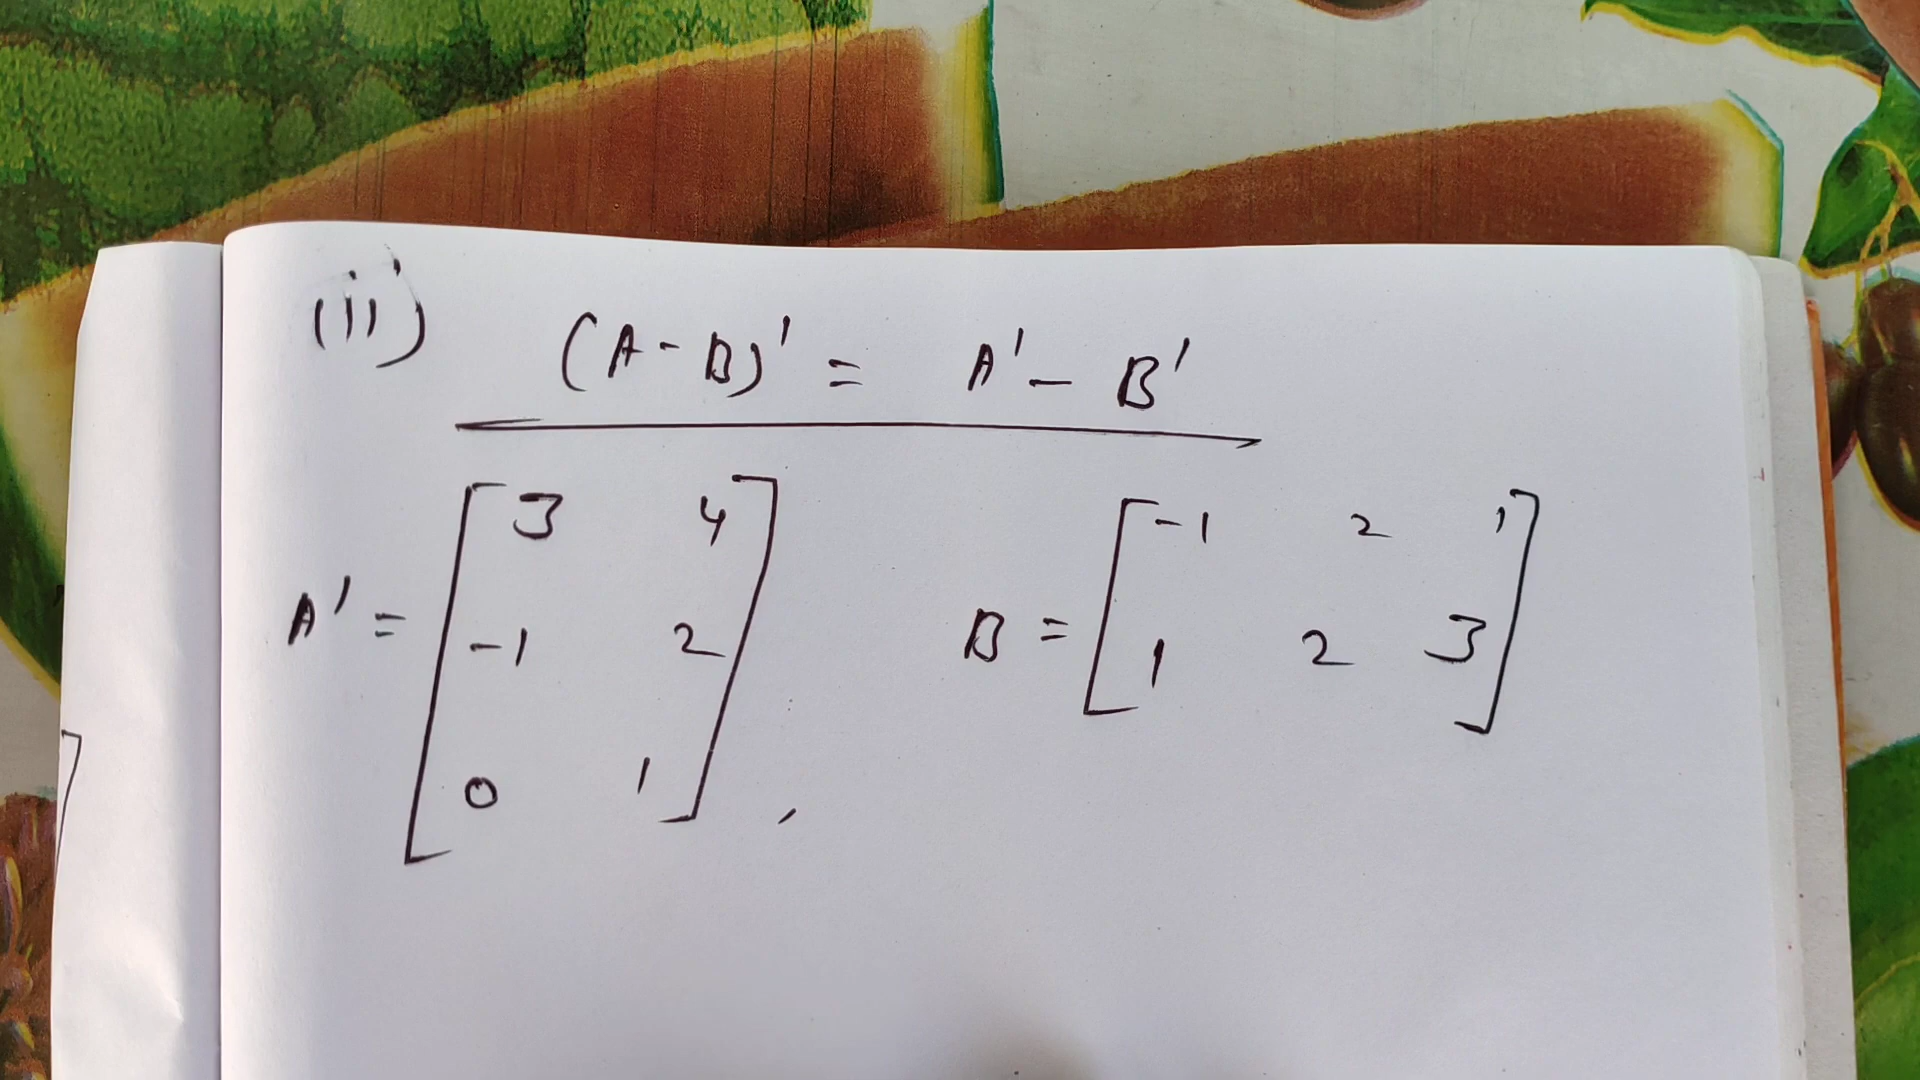 (ii) (A - B)' = A' - B'
3 4 -1 2 1
A' = -1 2 B = 1 2 3
0 1 ,